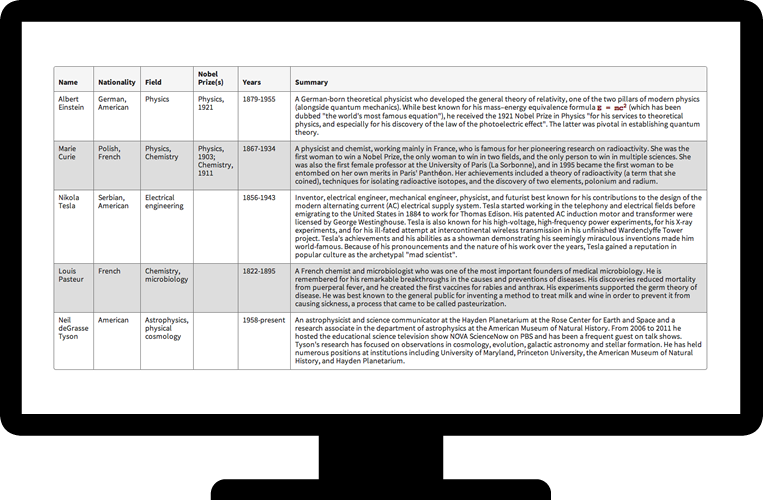 Name Nationality Field Nobel Prize(s) Years Summary
Albert Einstein
German, American
Physics
Physics, 1921
1879-1955
A German-born theoretical physicist who developed the general theory of relativity, one of the two pillars of modern physics
(alongside quantum mechanics). While best known for his mass–energy equivalence formula E = mc² (which has been
dubbed "the world's most famous equation"), he received the 1921 Nobel Prize in Physics "for his services to theoretical
physics, and especially for his discovery of the law of the photoelectric effect". The latter was pivotal in establishing quantum
theory.
Marie Curie
Polish, French
Physics, Chemistry
Physics, 1903; Chemistry, 1911
1867-1934
A physicist and chemist, working mainly in France, who is famous for her pioneering research on radioactivity. She was the
first woman to win a Nobel Prize, the only woman to win in two fields, and the only person to win in multiple sciences. She
was also the first female professor at the University of Paris (La Sorbonne), and in 1995 became the first woman to be
entombed on her own merits in Paris' Panthéon. Her achievements included a theory of radioactivity (a term that she
coined), techniques for isolating radioactive isotopes, and the discovery of two elements, polonium and radium.
Nikola Tesla
Serbian, American
Electrical engineering
1856-1943
Inventor, electrical engineer, mechanical engineer, physicist, and futurist best known for his contributions to the design of the
modern alternating current (AC) electrical supply system. Tesla started working in the telephony and electrical fields before
emigrating to the United States in 1884 to work for Thomas Edison. His patented AC induction motor and transformer were
licensed by George Westinghouse. Tesla is also known for his high-voltage, high-frequency power experiments, for his X-ray
experiments, and for his ill-fated attempt at intercontinental wireless transmission in his unfinished Wardenclyffe Tower
project. Tesla's achievements and his abilities as a showman demonstrating his seemingly miraculous inventions made him
world-famous. Because of his pronouncements and the nature of his work over the years, Tesla gained a reputation in
popular culture as the archetypal "mad scientist".
Louis Pasteur
French
Chemistry, microbiology
1822-1895
A French chemist and microbiologist who was one of the most important founders of medical microbiology. He is
remembered for his remarkable breakthroughs in the causes and preventions of diseases. His discoveries reduced mortality
from puerperal fever, and he created the first vaccines for rabies and anthrax. His experiments supported the germ theory of
disease. He was best known to the general public for inventing a method to treat milk and wine in order to prevent it from
causing sickness, a process that came to be called pasteurization.
Neil deGrasse Tyson
American
Astrophysics, physical cosmology
1958-present
An astrophysicist and science communicator at the Hayden Planetarium at the Rose Center for Earth and Space and a
research associate in the department of astrophysics at the American Museum of Natural History. From 2006 to 2011 he
hosted the educational science television show NOVA ScienceNow on PBS and has been a frequent guest on talk shows.
Tyson's research has focused on observations in cosmology, evolution, galactic astronomy and stellar formation. He has held
numerous positions at institutions including University of Maryland, Princeton University, the American Museum of Natural
History, and Hayden Planetarium.